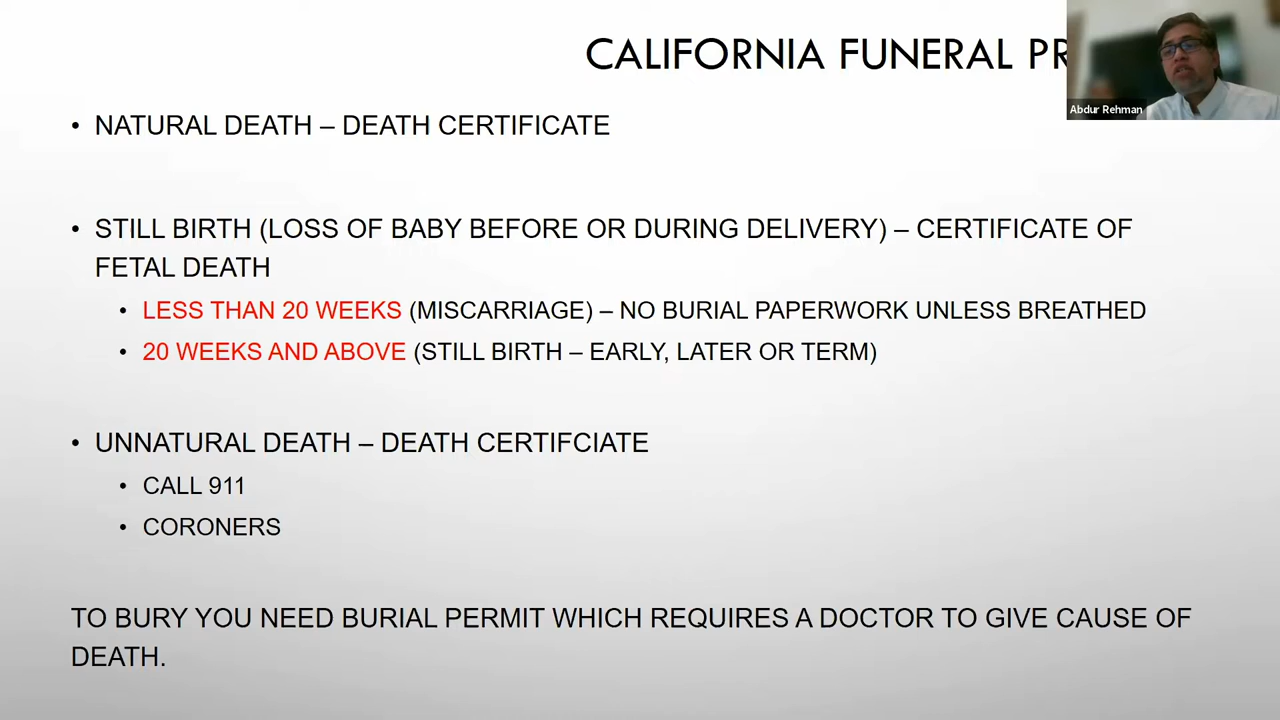 CALIFORNIA FUNERAL
Abdur Rehman
• NATURAL DEATH – DEATH CERTIFICATE
• STILL BIRTH (LOSS OF BABY BEFORE OR DURING DELIVERY) – CERTIFICATE OF
FETAL DEATH
• LESS THAN 20 WEEKS (MISCARRIAGE) – NO BURIAL PAPERWORK UNLESS BREATHED
• 20 WEEKS AND ABOVE (STILL BIRTH – EARLY, LATER OR TERM)
• UNNATURAL DEATH – DEATH CERTIFCIATE
• CALL 911
• CORONERS
TO BURY YOU NEED BURIAL PERMIT WHICH REQUIRES A DOCTOR TO GIVE CAUSE OF
DEATH.